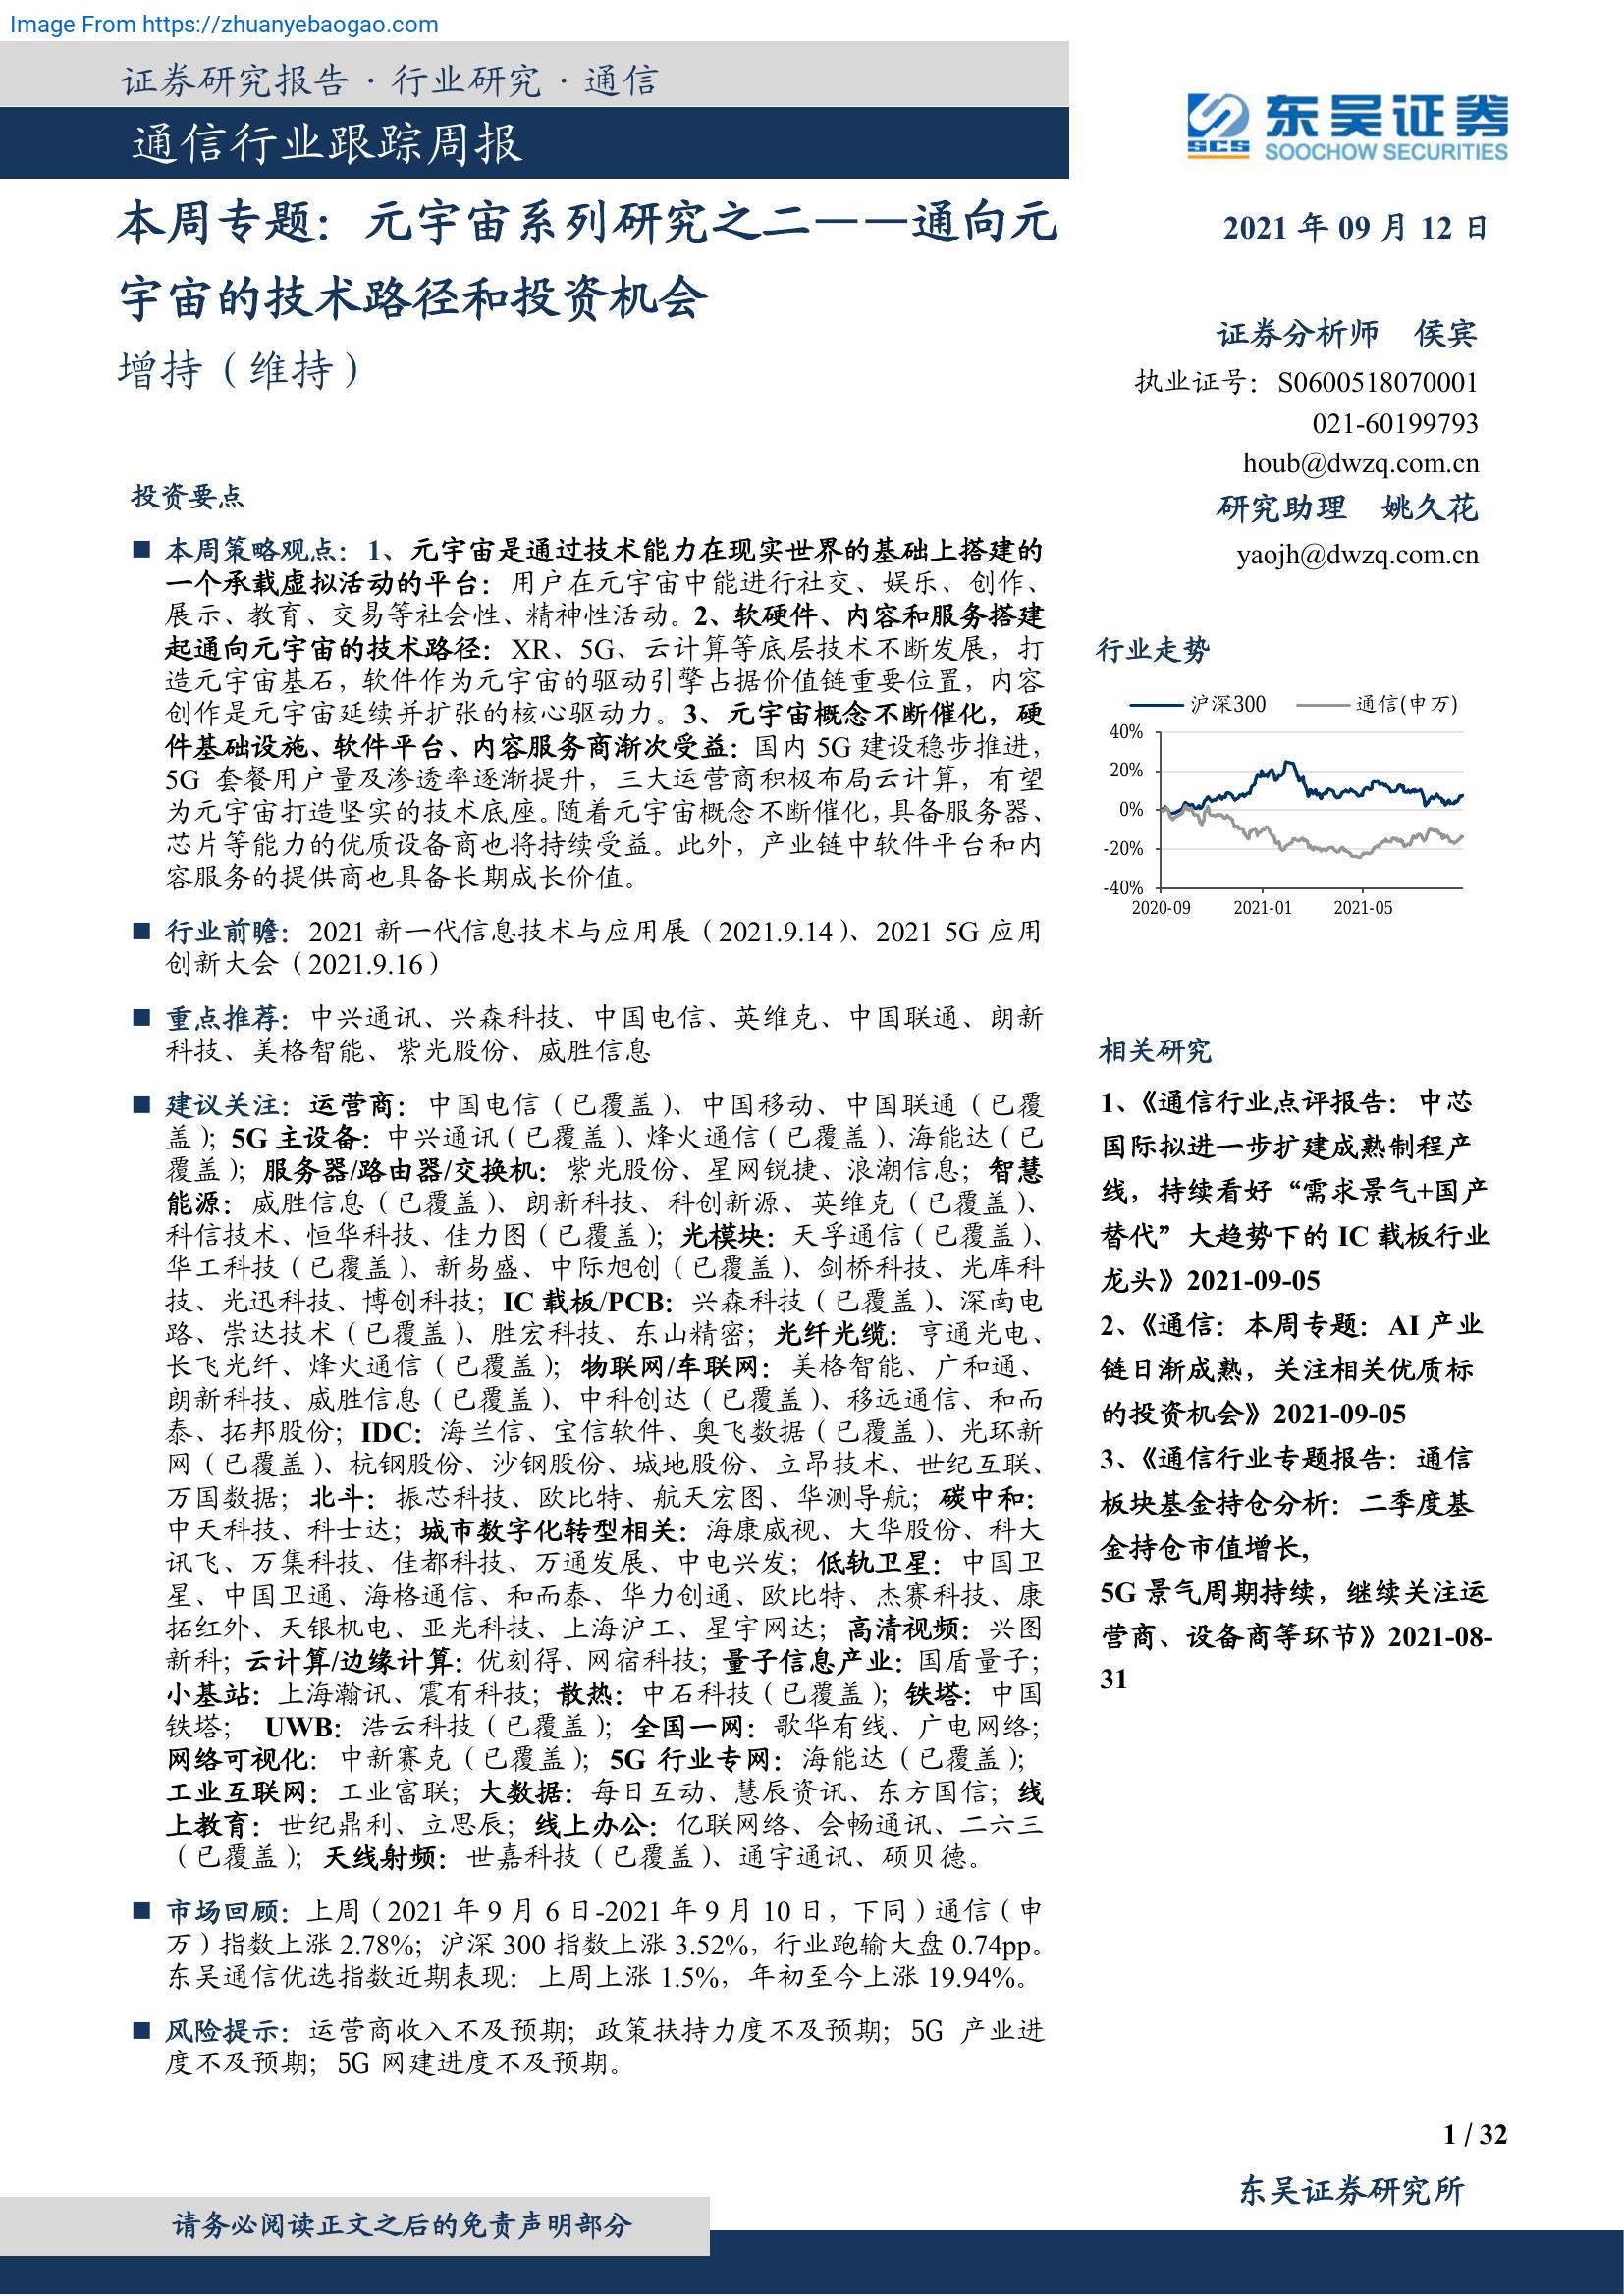 Image From https://zhuanyebaogao.com
证券研究报告·行业研究·通信
通信行业跟踪周报
东吴证券
SCS
SOOCHOW SECURITIES
本周专题：元宇宙系列研究之二——通向元
宇宙的技术路径和投资机会
增持（维持）
2021 年 09 月 12 日
证券分析师 侯宾
执业证号：S0600518070001
021-60199793
houb@dwzq.com.cn
研究助理 姚久花
yaojh@dwzq.com.cn
投资要点
■ 本周策略观点：1、元宇宙是通过技术能力在现实世界的基础上搭建的
一个承载虚拟活动的平台：用户在元宇宙中能进行社交、娱乐、创作、
展示、教育、交易等社会性、精神性活动。2、软硬件、内容和服务搭建
起通向元宇宙的技术路径：XR、5G、云计算等底层技术不断发展，打
造元宇宙基石，软件作为元宇宙的驱动引擎占据价值链重要位置，内容
创作是元宇宙延续并扩张的核心驱动力。3、元宇宙概念不断催化，硬
件基础设施、软件平台、内容服务商渐次受益：国内 5G 建设稳步推进，
5G 套餐用户量及渗透率逐渐提升，三大运营商积极布局云计算，有望
为元宇宙打造坚实的技术底座。随着元宇宙概念不断催化，具备服务器、
芯片等能力的优质设备商也将持续受益。此外，产业链中软件平台和内
容服务的提供商也具备长期成长价值。
■ 行业前瞻：2021 新一代信息技术与应用展（2021.9.14）、2021 5G 应用
创新大会（2021.9.16）
■ 重点推荐：中兴通讯、兴森科技、中国电信、英维克、中国联通、朗新
科技、美格智能、紫光股份、威胜信息
■ 建议关注：运营商：中国电信（已覆盖）、中国移动、中国联通（已覆
盖）；5G 主设备：中兴通讯（已覆盖）、烽火通信（已覆盖）、海能达（已
覆盖）；服务器/路由器/交换机：紫光股份、星网锐捷、浪潮信息；智慧
能源：威胜信息（已覆盖）、朗新科技、科创新源、英维克（已覆盖）、
科信技术、恒华科技、佳力图（已覆盖）；光模块：天孚通信（已覆盖）、
华工科技（已覆盖）、新易盛、中际旭创（已覆盖）、剑桥科技、光库科
技、光迅科技、博创科技；IC 载板/PCB：兴森科技（已覆盖）、深南电
路、崇达技术（已覆盖）、胜宏科技、东山精密；光纤光缆：亨通光电、
长飞光纤、烽火通信（已覆盖）；物联网/车联网：美格智能、广和通、
朗新科技、威胜信息（已覆盖）、中科创达（已覆盖）、移远通信、和而
泰、拓邦股份；IDC：海兰信、宝信软件、奥飞数据（已覆盖）、光环新
网（已覆盖）、杭钢股份、沙钢股份、城地股份、立昂技术、世纪互联、
万国数据；北斗：振芯科技、欧比特、航天宏图、华测导航；碳中和：
中天科技、科士达；城市数字化转型相关：海康威视、大华股份、科大
讯飞、万集科技、佳都科技、万通发展、中电兴发；低轨卫星：中国卫
星、中国卫通、海格通信、和而泰、华力创通、欧比特、杰赛科技、康
拓红外、天银机电、亚光科技、上海沪工、星宇网达；高清视频：兴图
新科；云计算/边缘计算：优刻得、网宿科技；量子信息产业：国盾量子；
小基站：上海瀚讯、震有科技；散热：中石科技（已覆盖）；铁塔：中国
铁塔； UWB：浩云科技（已覆盖）；全国一网：歌华有线、广电网络；
网络可视化：中新赛克（已覆盖）；5G 行业专网：海能达（已覆盖）；
工业互联网：工业富联；大数据：每日互动、慧辰资讯、东方国信；线
上教育：世纪鼎利、立思辰；线上办公：亿联网络、会畅通讯、二六三
（已覆盖）；天线射频：世嘉科技（已覆盖）、通宇通讯、硕贝德。
■ 市场回顾：上周（2021 年 9 月 6 日-2021 年 9 月 10 日，下同）通信（申
万）指数上涨 2.78%；沪深 300 指数上涨 3.52%，行业跑输大盘 0.74pp。
东吴通信优选指数近期表现：上周上涨 1.5%，年初至今上涨 19.94%。
■ 风险提示：运营商收入不及预期；政策扶持力度不及预期；5G 产业进
度不及预期；5G 网建进度不及预期。
行业走势
沪深300 通信(申万)
40%
20%
0%
-20%
-40%
2020-09 2021-01 2021-05
相关研究
1、《通信行业点评报告：中芯
国际拟进一步扩建成熟制程产
线，持续看好“需求景气+国产
替代”大趋势下的 IC 载板行业
龙头》2021-09-05
2、《通信：本周专题：AI 产业
链日渐成熟，关注相关优质标
的投资机会》2021-09-05
3、《通信行业专题报告：通信
板块基金持仓分析：二季度基
金持仓市值增长,
5G 景气周期持续，继续关注运
营商、设备商等环节》2021-08-
31
1 / 32
东吴证券研究所
请务必阅读正文之后的免责声明部分